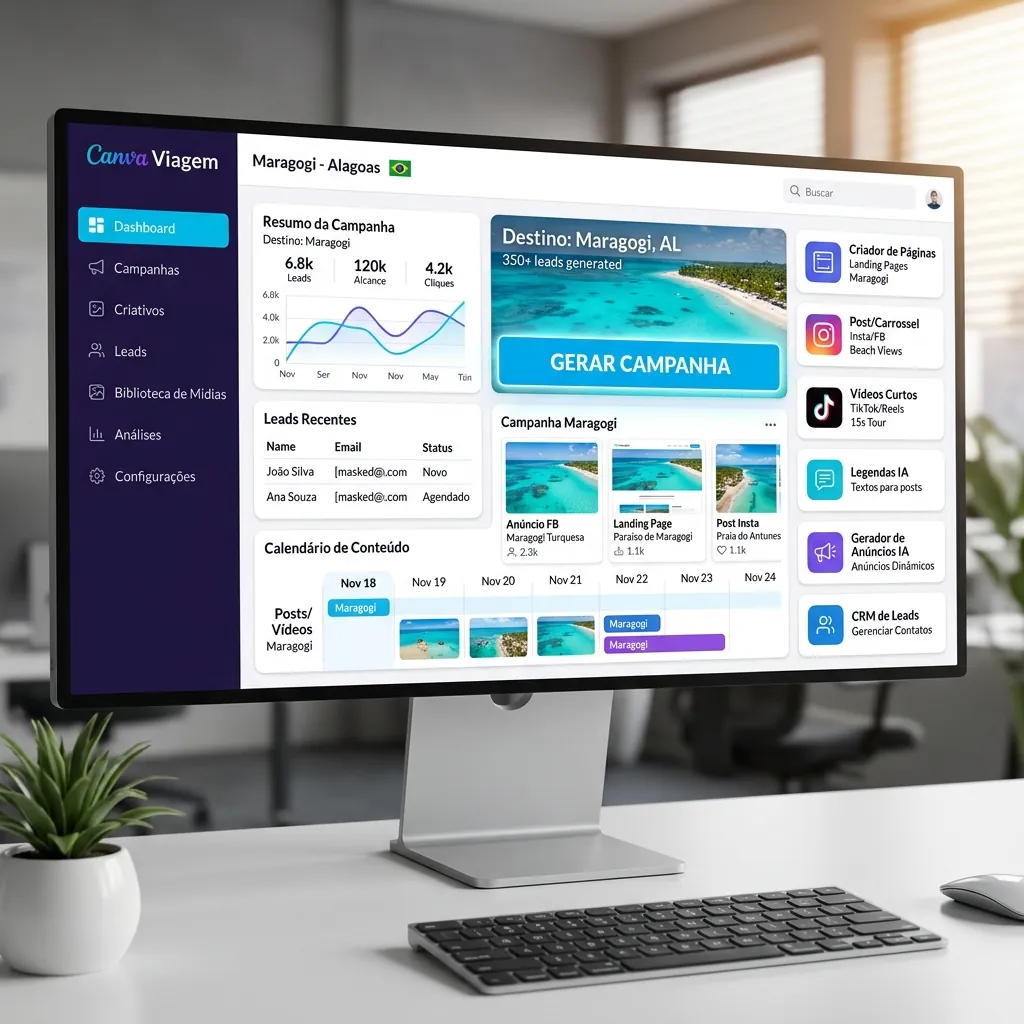 Canva Viagem
Dashboard
Campanhas
Criativos
Leads
Biblioteca de Midias
Análises
Configurações
Maragogi - Alagoas
Buscar
Resumo da Campanha
Destino: Maragogi
6.8k 120k 4.2k
Leads Alcance Cliques
6.8k
4.0k
2.0k
0
Nov Ser Nov Nov May Tün
Destino: Maragogi, AL
350+ leads generated
GERAR CAMPANHA
Leads Recentes
Name Email Status
João Silva [masked@.com Novo
Ana Souza [masked@.com Agendado
Campanha Maragogi
Anúncio FB
Maragogi Turquesa
2.3k
Landing Page
Paraiso de Maragogi
1.1k
Post Insta
Praia do Antunes
1.1k
Calendário de Conteúdo
Nov 18 Nov 19 Nov 20 Nov 21 Nov 22 Nov 23 Nov 24
Posts/
Vídeos
Maragogi
Maragogi
Maragogi
Maragogi
Criador de Páginas
Landing Pages
Maragogi
Post/Carrossel
Insta/FB
Beach Views
Vídeos Curtos
TikTok/Reels
15s Tour
Legendas IA
Textos para posts
Gerador de
Anúncios IA
Anúncios Dinámicos
CRM de Leads
Gerenciar Contatos